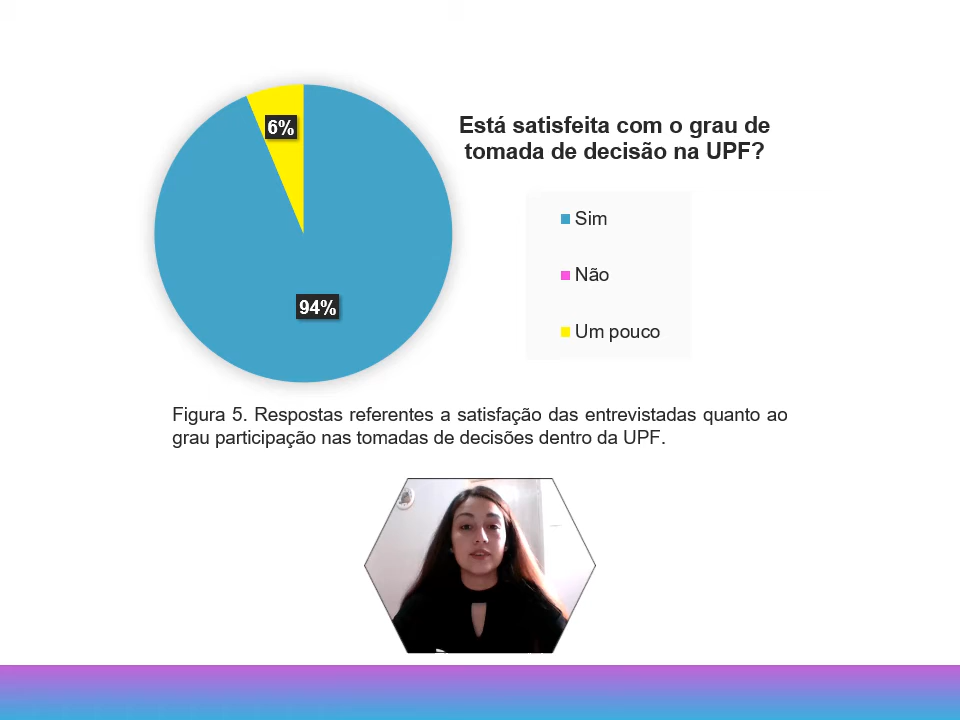 6%
94%
Está satisfeita com o grau de
tomada de decisão na UPF?
Sim
Não
Um pouco
Figura 5. Respostas referentes a satisfação das entrevistadas quanto ao
grau participação nas tomadas de decisões dentro da UPF.